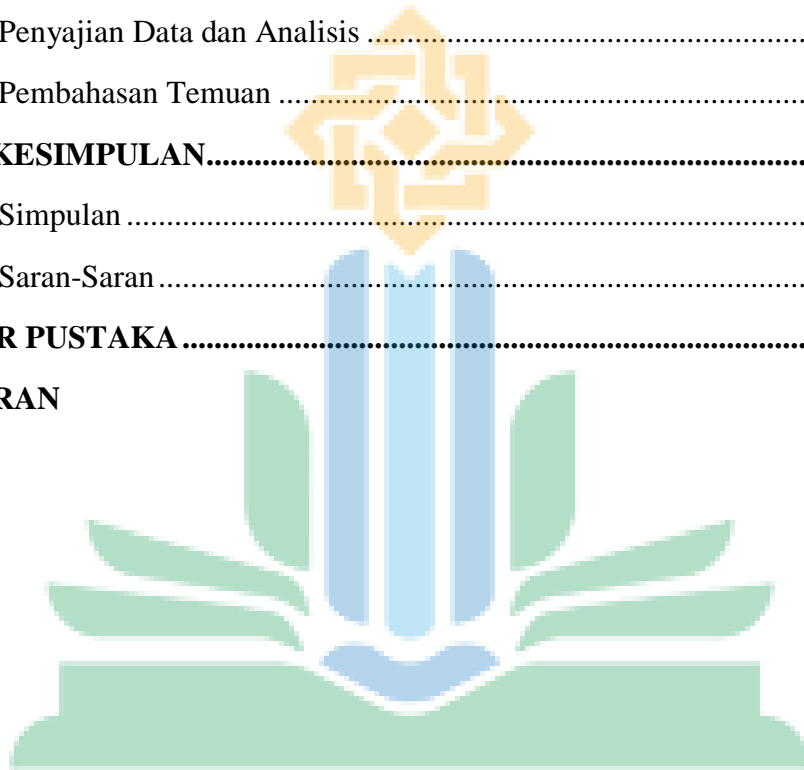 Penyajian Data dan Analisis ........................................................
Pembahasan Temuan ...................................................................
KESIMPULAN............................................................................
Simpulan .......................................................................................
Saran-Saran ...................................................................................
R PUSTAKA ...............................................................................
RAN